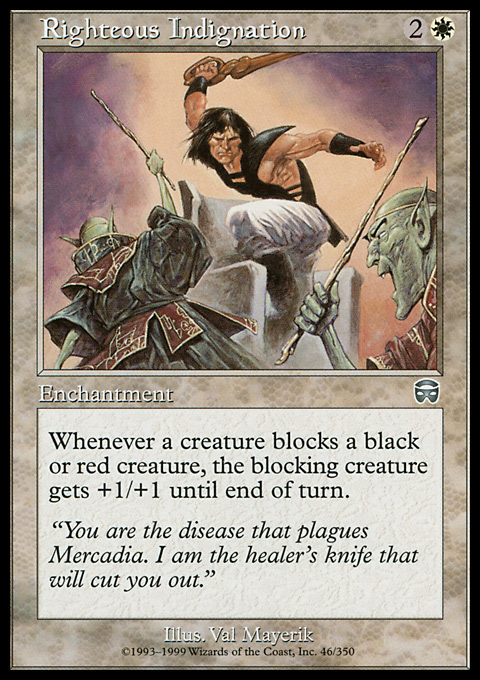 Righteous Indignation 2
Enchantment
Whenever a creature blocks a black
or red creature, the blocking creature
gets +1/+1 until end of turn.
“You are the disease that plagues
Mercadia. I am the healer’s knife that
will cut you out.”
Illus. Val Mayerik
©1993–1999 Wizards of the Coast, Inc. 46/350